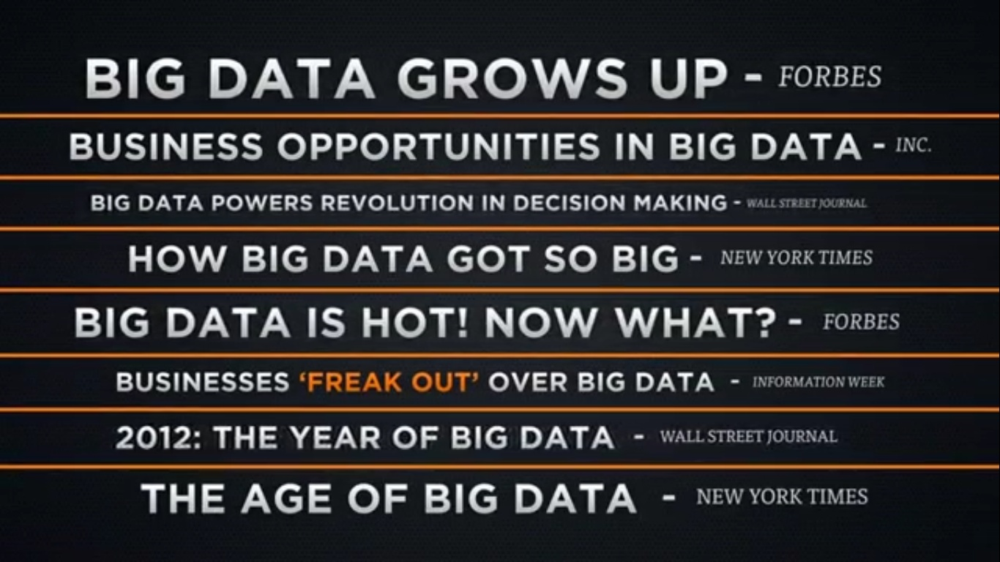 BIG DATA GROWS UP - FORBES
BUSINESS OPPORTUNITIES IN BIG DATA - INC.
BIG DATA POWERS REVOLUTION IN DECISION MAKING - WALL STREET JOURNAL
HOW BIG DATA GOT SO BIG - NEW YORK TIMES
BIG DATA IS HOT! NOW WHAT? - FORBES
BUSINESSES ‘FREAK OUT’ OVER BIG DATA - INFORMATION WEEK
2012: THE YEAR OF BIG DATA - WALL STREET JOURNAL
THE AGE OF BIG DATA - NEW YORK TIMES